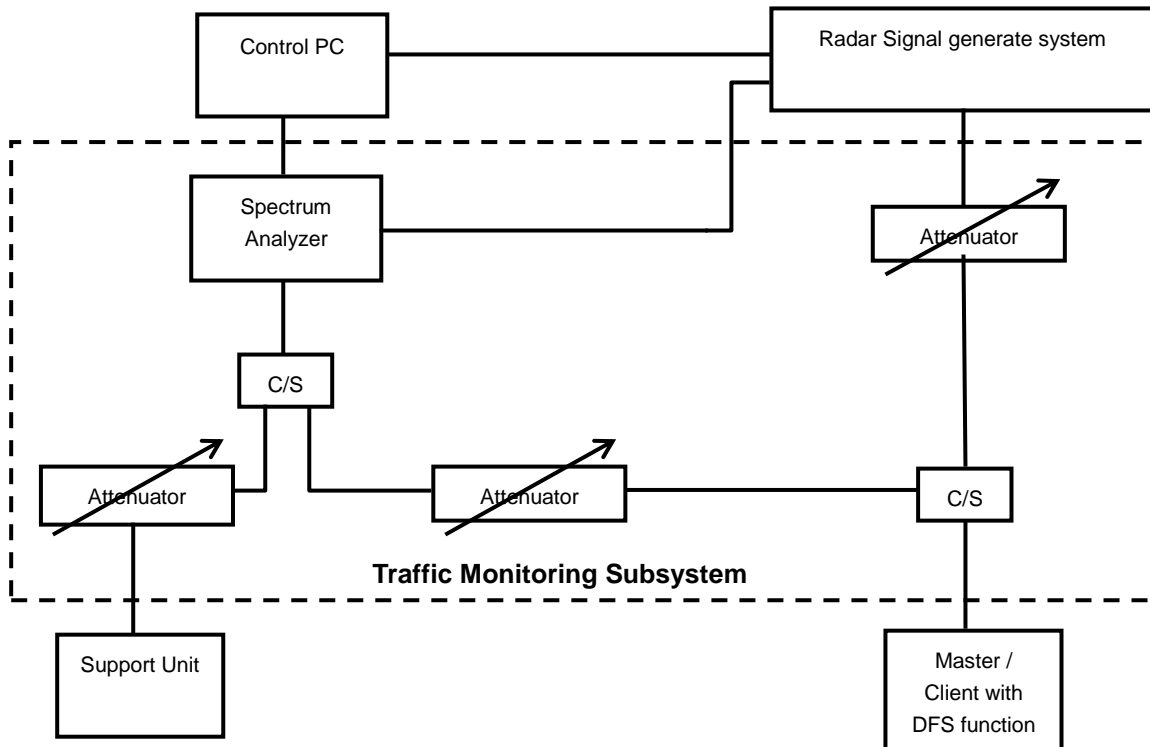 Control PC
Radar Signal generate system
Spectrum
Analyzer
Attenuator
C/S
Attenuator
Attenuator
C/S
Traffic Monitoring Subsystem
Support Unit
Master /
Client with
DFS function